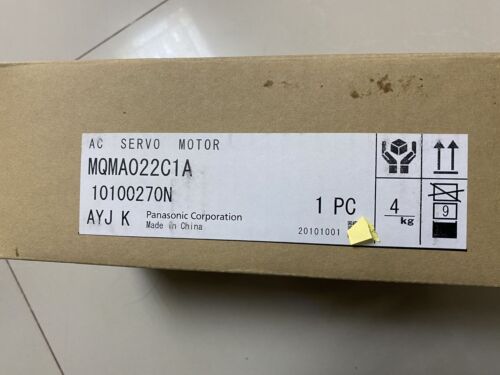 AC SERVO MOTOR
MQMA022C1A
10100270N
AYJ K Panasonic Corporation
Made in China
1 PC
20101001
4
kg
9